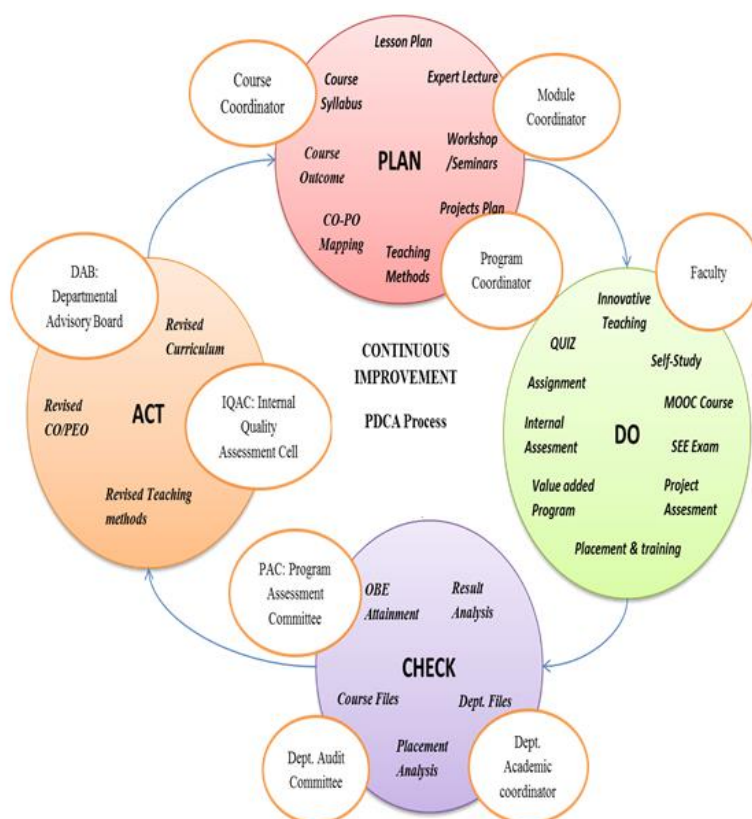 Lesson Plan
Course
Coordinator
Course
Syllabus
Expert Lecture
Module
Coordinator
Course
Outcome
PLAN
Workshop
/Seminars
CO-PO
Mapping
Projects Plan
Teaching
Methods
Program
Coordinator
Faculty
DAB:
Departmental
Advisory Board
Revised
Curriculum
Revised
CO/PEO
ACT
IQAC: Internal
Quality
Assessment Cell
Revised Teaching
methods
CONTINUOUS
IMPROVEMENT
PDCA Process
Innovative
Teaching
QUIZ
Assignment
Self-Study
MOOC Course
Internal
Assesment
DO
SEE Exam
Value added
Program
Project
Assesment
Placement & training
PAC: Program
Assessment
Committee
OBE
Attainment
Result
Analysis
CHECK
Course Files
Dept. Files
Placement
Analysis
Dept. Audit
Committee
Dept.
Academic
coordinator